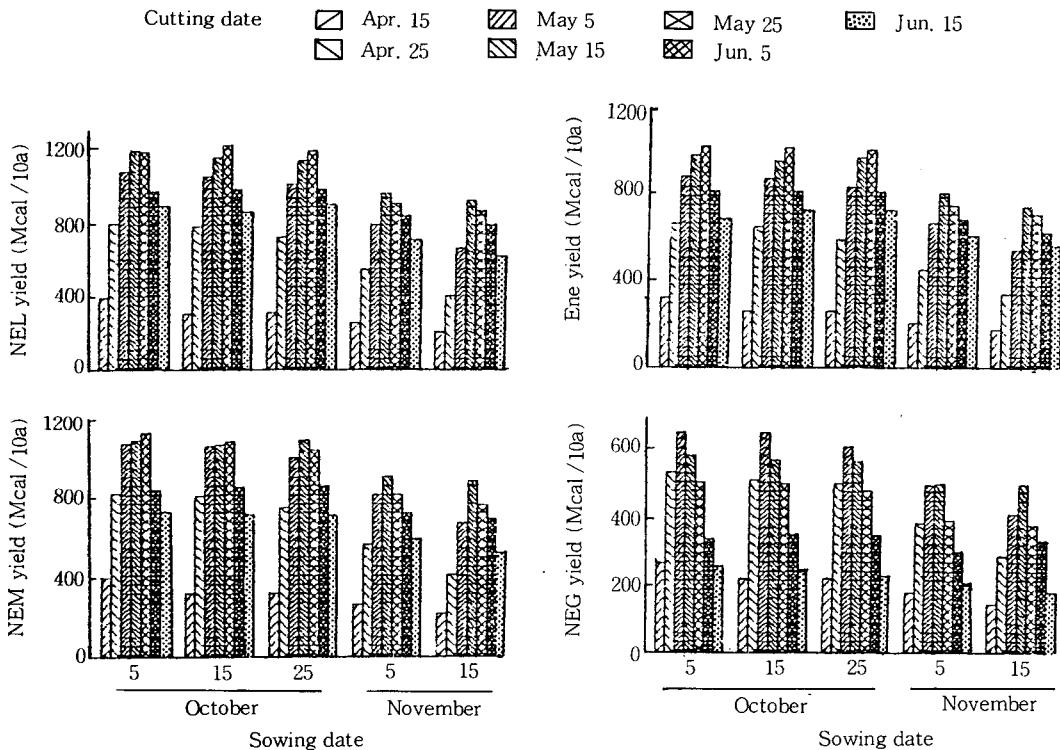 Cutting date
Apr. 15
May 5
May 25
Jun. 15
Apr. 25
May 15
Jun. 5
NEL yield (Mcal /10a)
1200
800
400
0
Ene yield (Mcal /10a)
1200
800
400
0
NEM yield (Mcal /10a)
1200
800
400
0
5 15 25 5 15
October November
Sowing date
NEG yield (Mcal /10a)
600
400
200
0
5 15 25 5 15
October November
Sowing date